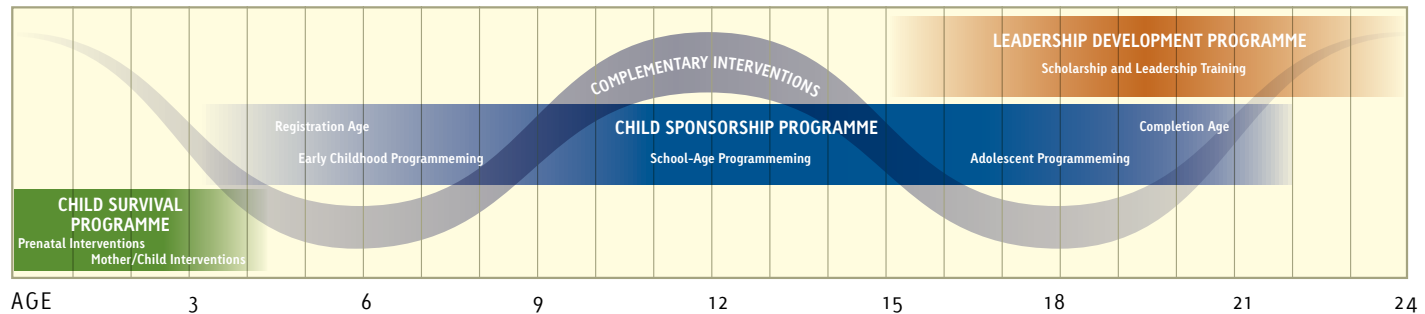 LEADERSHIP DEVELOPMENT PROGRAMME
Scholarship and Leadership Training
COMPLEMENTARY INTERVENTIONS
Registration Age
CHILD SPONSORSHIP PROGRAMME
Completion Age
Early Childhood Programmeming
School-Age Programmeming
Adolescent Programmeming
CHILD SURVIVAL
PROGRAMME
Prenatal Interventions
Mother/Child Interventions
AGE 3 6 9 12 15 18 21 24